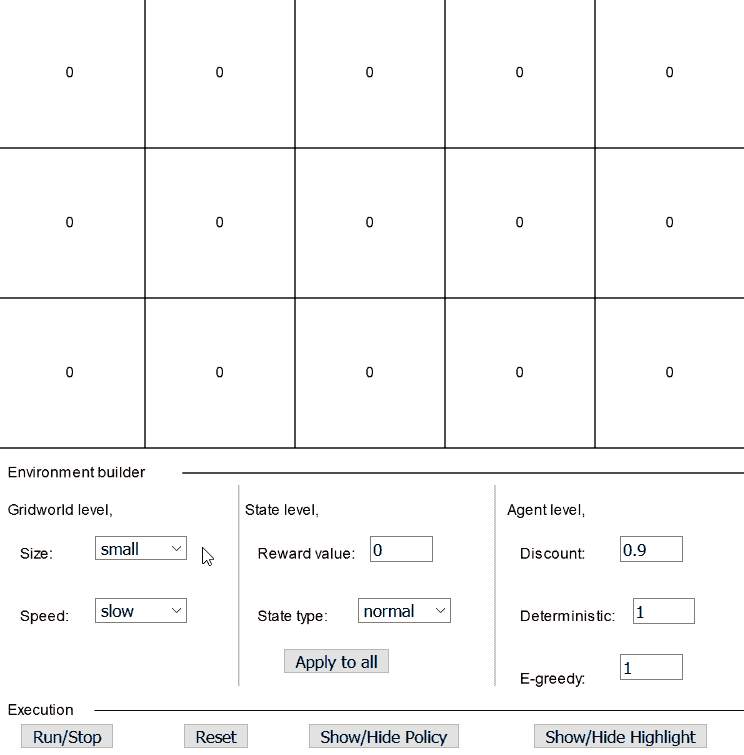 0 0 0 0 0
0 0 0 0 0
0 0 0 0 0
Environment builder
Gridworld level, State level, Agent level,
Size: small Reward value: 0 Discount: 0.9
Speed: slow State type: normal Deterministic: 1
Apply to all E-greedy: 1
Execution
Run/Stop Reset Show/Hide Policy Show/Hide Highlight